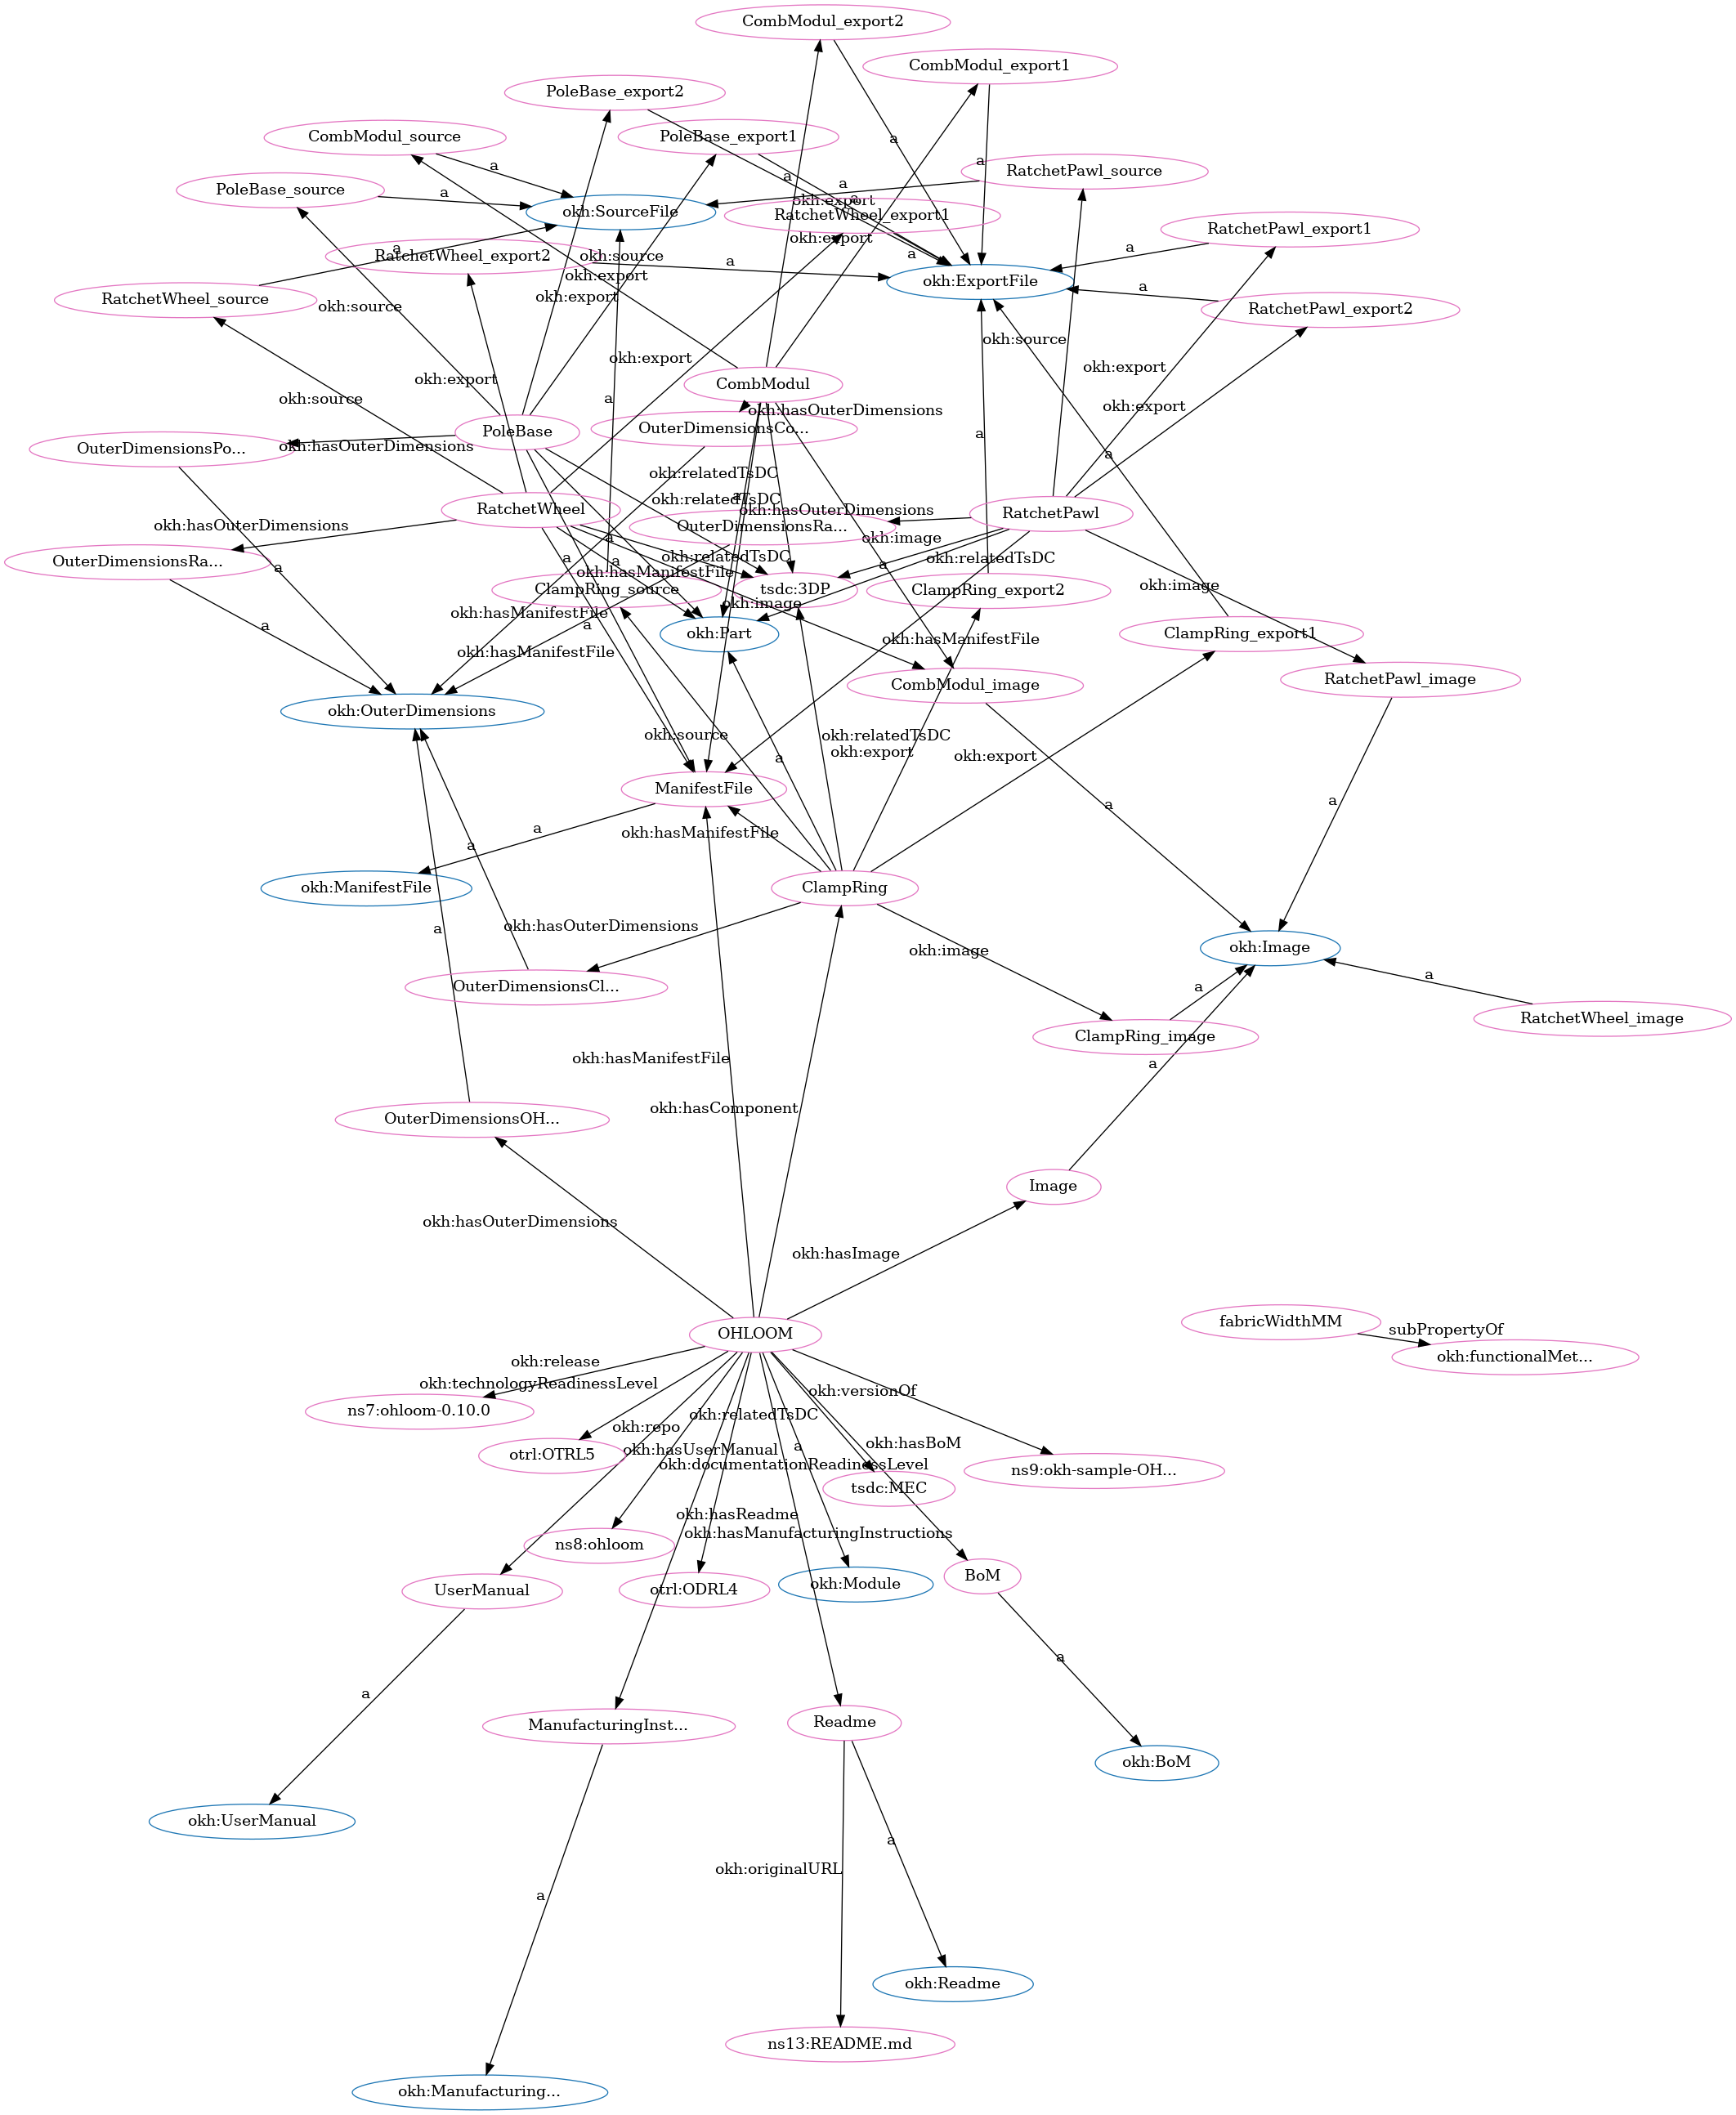 CombModul_export2
CombModul_export1
PoleBase_export2
CombModul_source
PoleBase_export1
a
a
a
RatchetPawl_source
a
a
PoleBase_source
a
a
okh:export
a
okh:SourceFile
RatchetWheel_export1
RatchetPawl_export1
okh:export
a
a
RatchetWheel_export2
okh:source
a
a
okh:export
okh:ExportFile
a
RatchetWheel_source
okh:export
okh:source
RatchetPawl_export2
okh:source
okh:export
okh:export
okh:export
CombModul
okh:source
a
okh:export
okh:hasOuterDimensions
PoleBase
OuterDimensionsCo...
a
OuterDimensionsPo...
okh:hasOuterDimensions
a
okh:relatedTsDC
a
okh:relatedTsDC
RatchetWheel
okh:hasOuterDimensions
RatchetPawl
okh:hasOuterDimensions
OuterDimensionsRa...
a
okh:image
a
a
okh:relatedTsDC
okh:relatedTsDC
OuterDimensionsRa...
a
a
okh:hasManifestFile
okh:image
ClampRing_source
tsdc:3DP
ClampRing_export2
okh:image
okh:hasManifestFile
a
a
okh:Part
okh:hasManifestFile
ClampRing_export1
okh:hasManifestFile
RatchetPawl_image
CombModul_image
okh:OuterDimensions
okh:source
okh:relatedTsDC
okh:export
a
okh:export
ManifestFile
a
a
a
okh:hasManifestFile
a
okh:ManifestFile
ClampRing
a
okh:hasOuterDimensions
okh:image
okh:Image
a
a
OuterDimensionsCl...
RatchetWheel_image
ClampRing_image
okh:hasManifestFile
a
okh:hasComponent
OuterDimensionsOH...
Image
okh:hasOuterDimensions
okh:hasImage
fabricWidthMM
subPropertyOf
OHLOOM
okh:functionalMet...
okh:release
okh:technologyReadinessLevel
okh:versionOf
ns7:ohloom-0.10.0
okh:relatedTsDC
okh:repo
okh:hasUserManual
a
okh:hasBoM
otrl:OTRL5
okh:documentationReadinessLevel
ns9:okh-sample-OH...
tsdc:MEC
okh:hasReadme
okh:hasManufacturingInstructions
ns8:ohloom
BoM
UserManual
otrl:ODRL4
okh:Module
a
a
ManufacturingInst...
Readme
okh:BoM
okh:UserManual
a
okh:originalURL
a
okh:Readme
ns13:README.md
okh:Manufacturing...